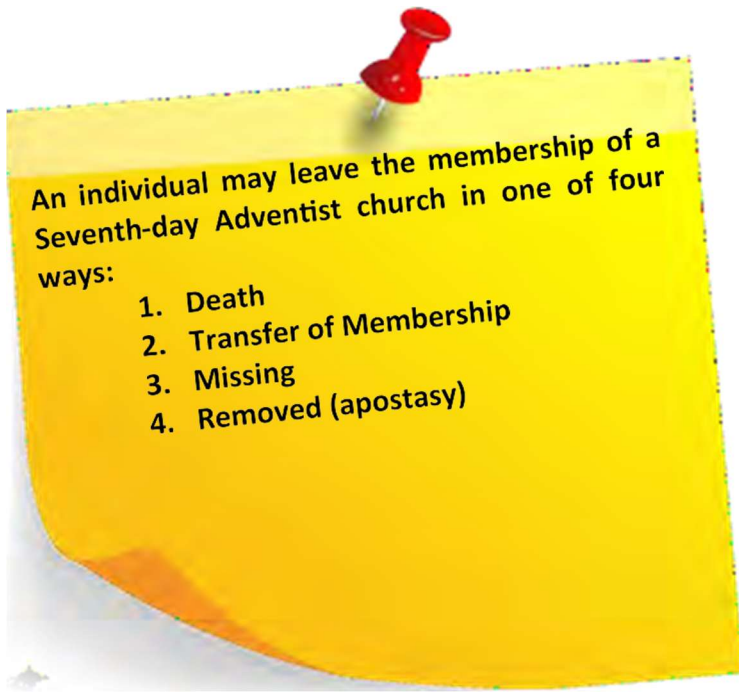 An individual may leave the membership of a
Seventh-day Adventist church in one of four
ways:
1. Death
2. Transfer of Membership
3. Missing
4. Removed (apostasy)